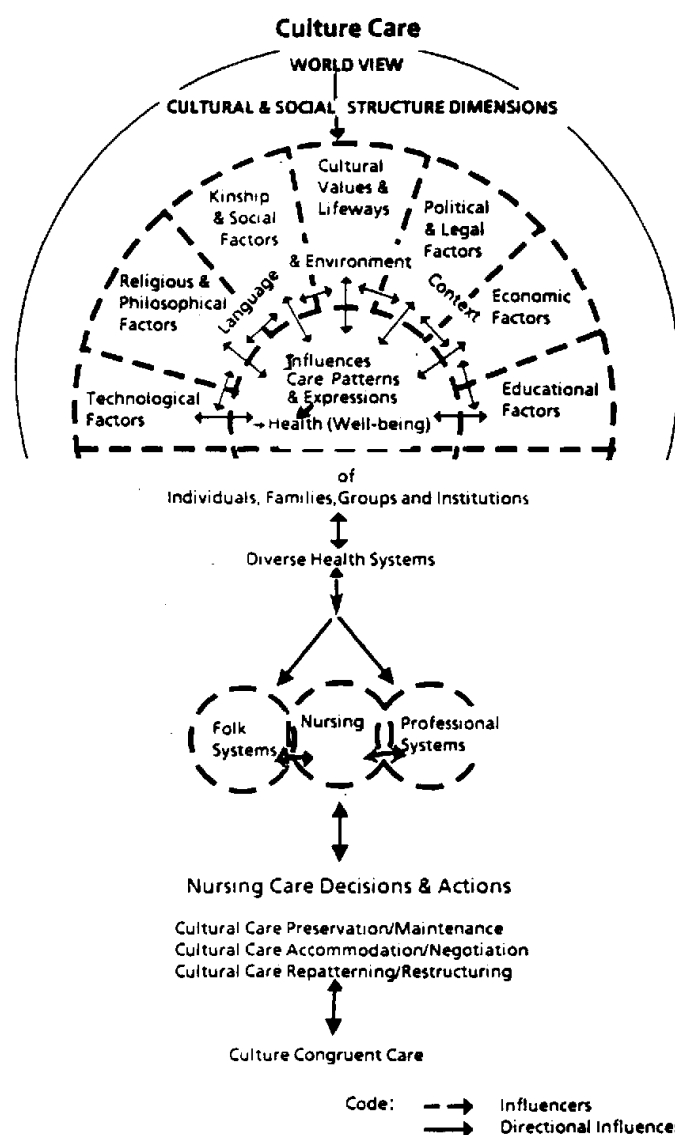 Culture Care
WORLD VIEW
CULTURAL & SOCIAL STRUCTURE DIMENSIONS
Cultural
Values &
Lifeways
Kinship
& Social
Factors
Political
& Legal
Factors
Religious &
Philosophical
Factors
Economic
Factors
Technological
Factors
Educational
Factors
Language
& Environment
Context
Influences
Care Patterns
& Expressions
Health (Well-being)
of
Individuals, Families, Groups and Institutions
Diverse Health Systems
Folk
Systems
Nursing
Professional
Systems
Nursing Care Decisions & Actions
Cultural Care Preservation/Maintenance
Cultural Care Accommodation/Negotiation
Cultural Care Repatterning/Restructuring
Culture Congruent Care
Code: Influencers
Directional Influence